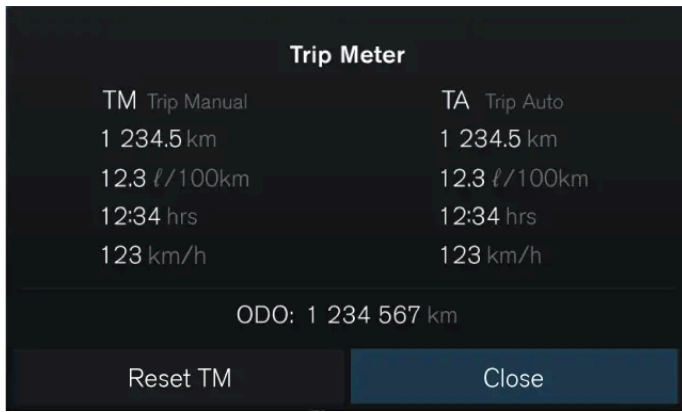 Trip Meter
TM Trip Manual
1 234.5 km
12.3 ℓ/100km
12:34 hrs
123 km/h
TA Trip Auto
1 234.5 km
12.3 ℓ/100km
12:34 hrs
123 km/h
ODO: 1 234 567 km
Reset TM
Close